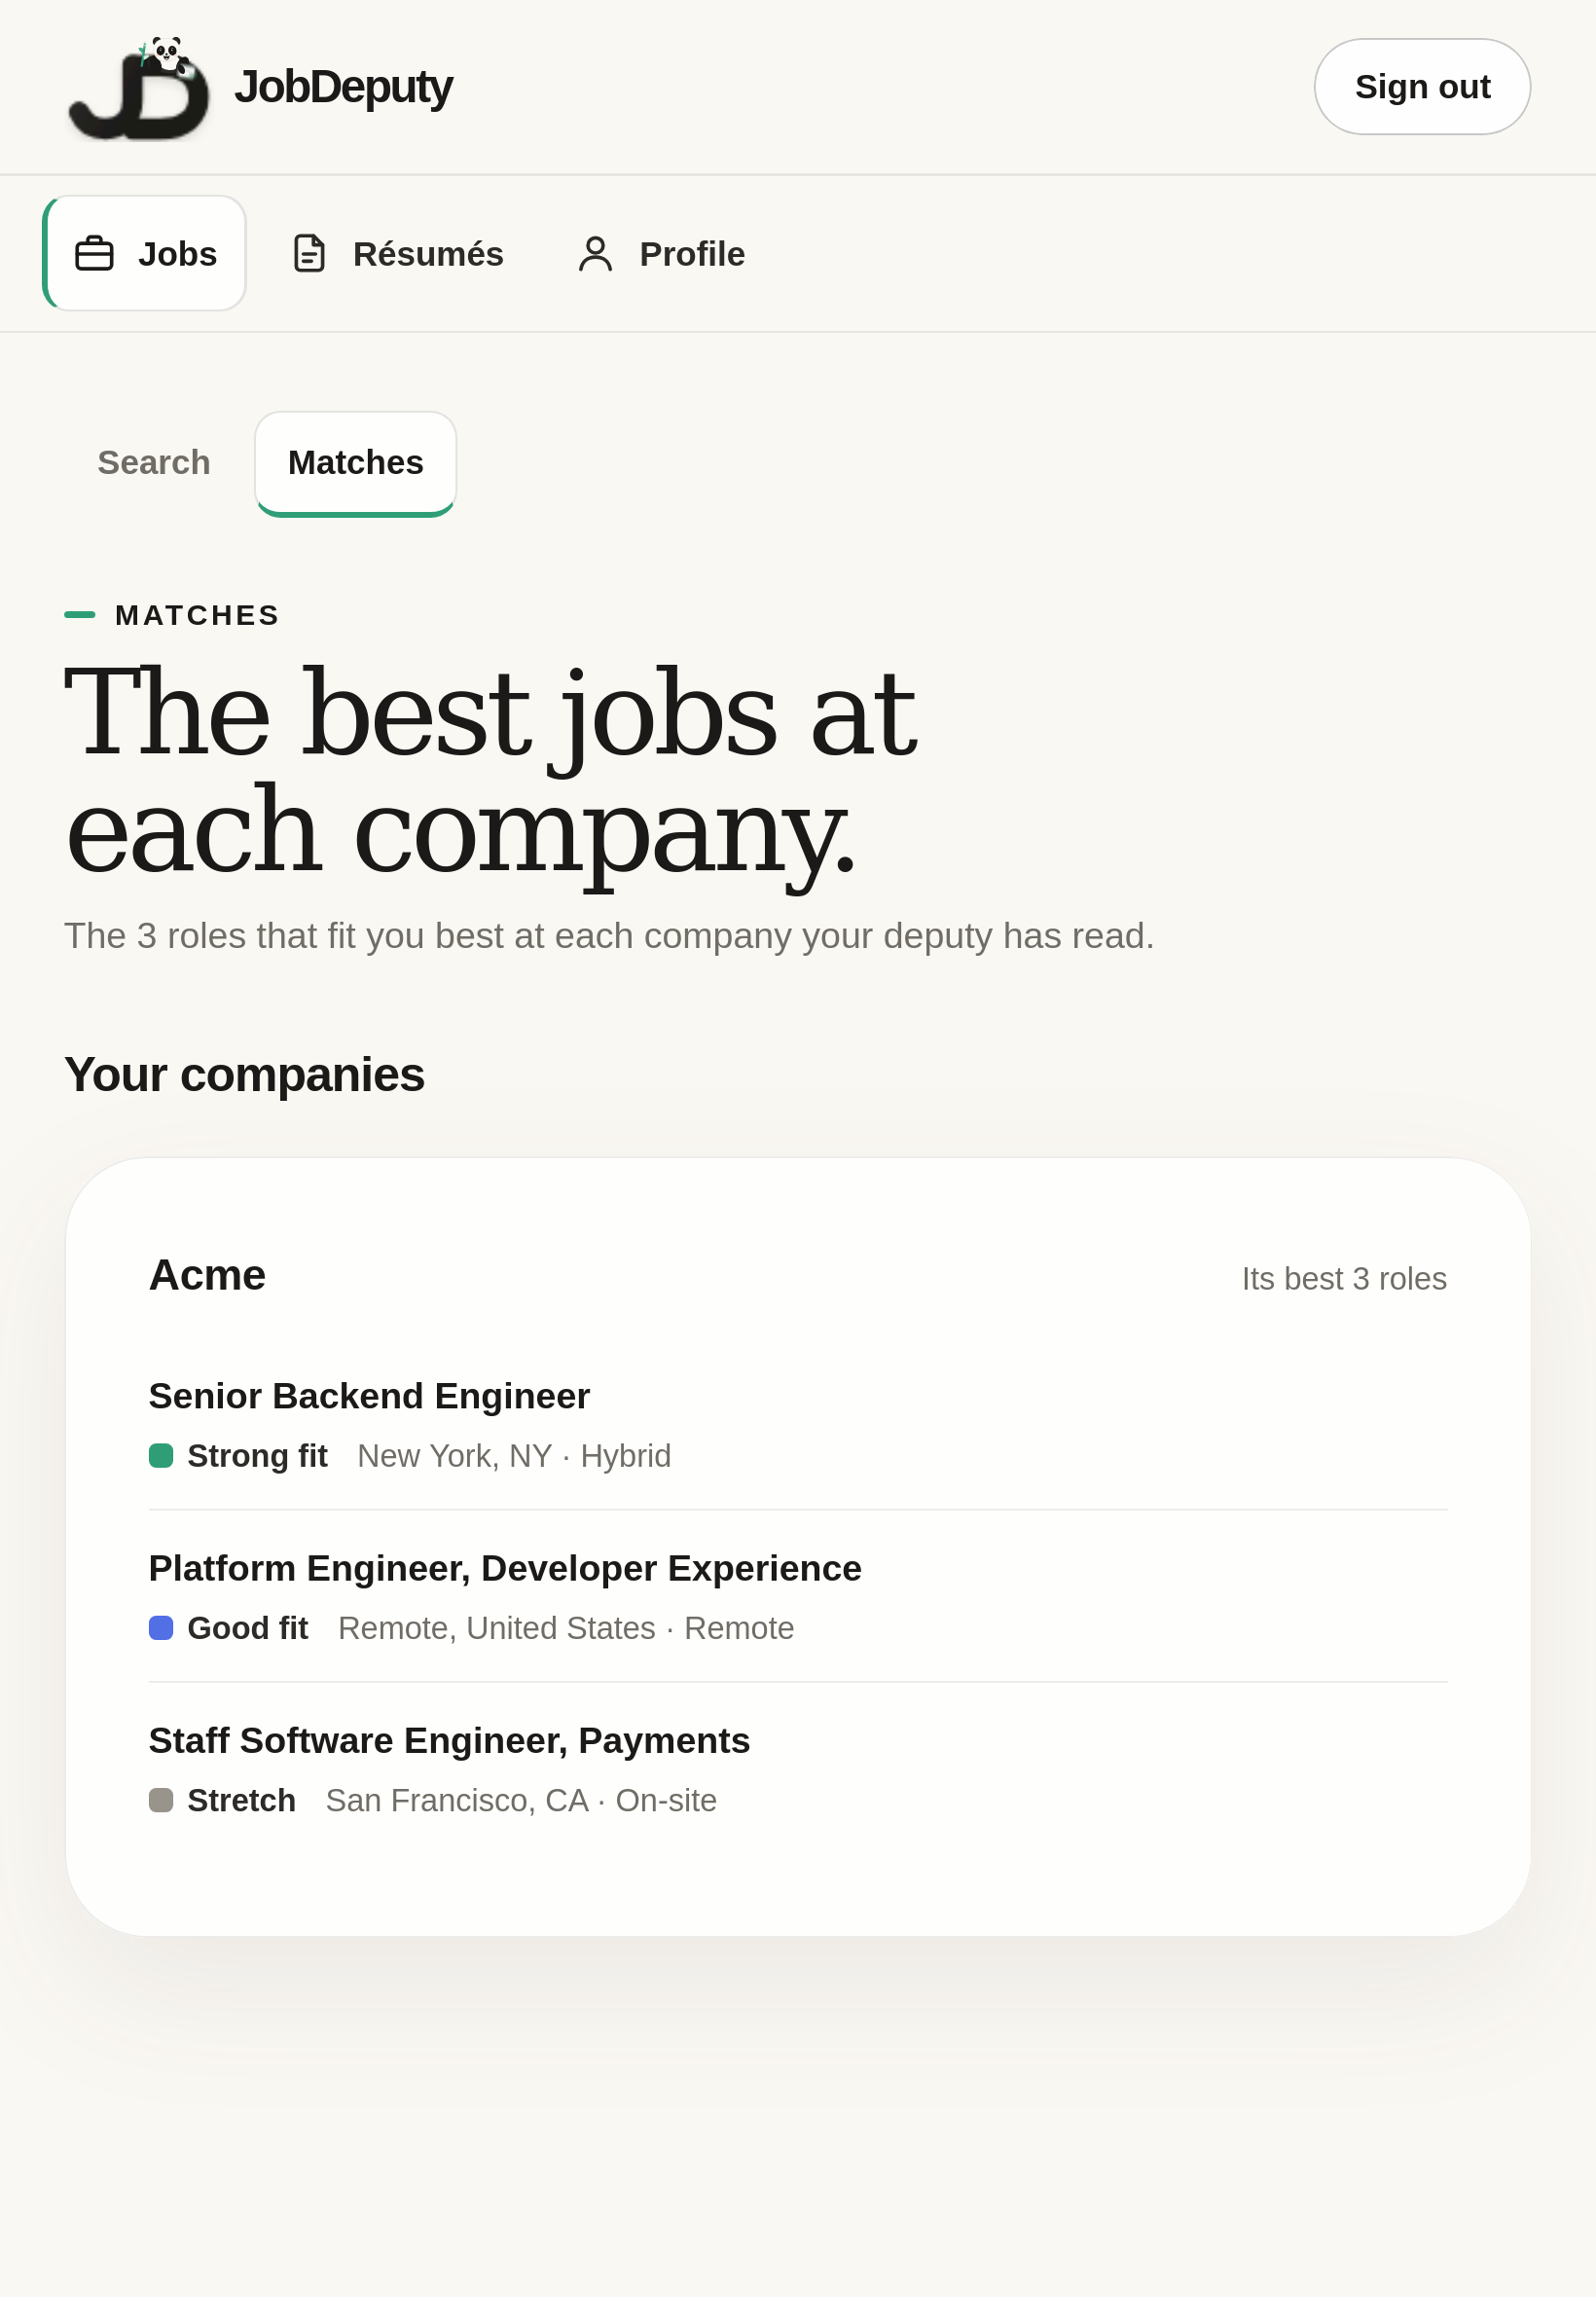 JD JobDeputy
Sign out
Jobs
Résumés
Profile
Search
Matches
MATCHES
The best jobs at
each company.
The 3 roles that fit you best at each company your deputy has read.
Your companies
Acme
Its best 3 roles
Senior Backend Engineer
Strong fit New York, NY · Hybrid
Platform Engineer, Developer Experience
Good fit Remote, United States · Remote
Staff Software Engineer, Payments
Stretch San Francisco, CA · On-site